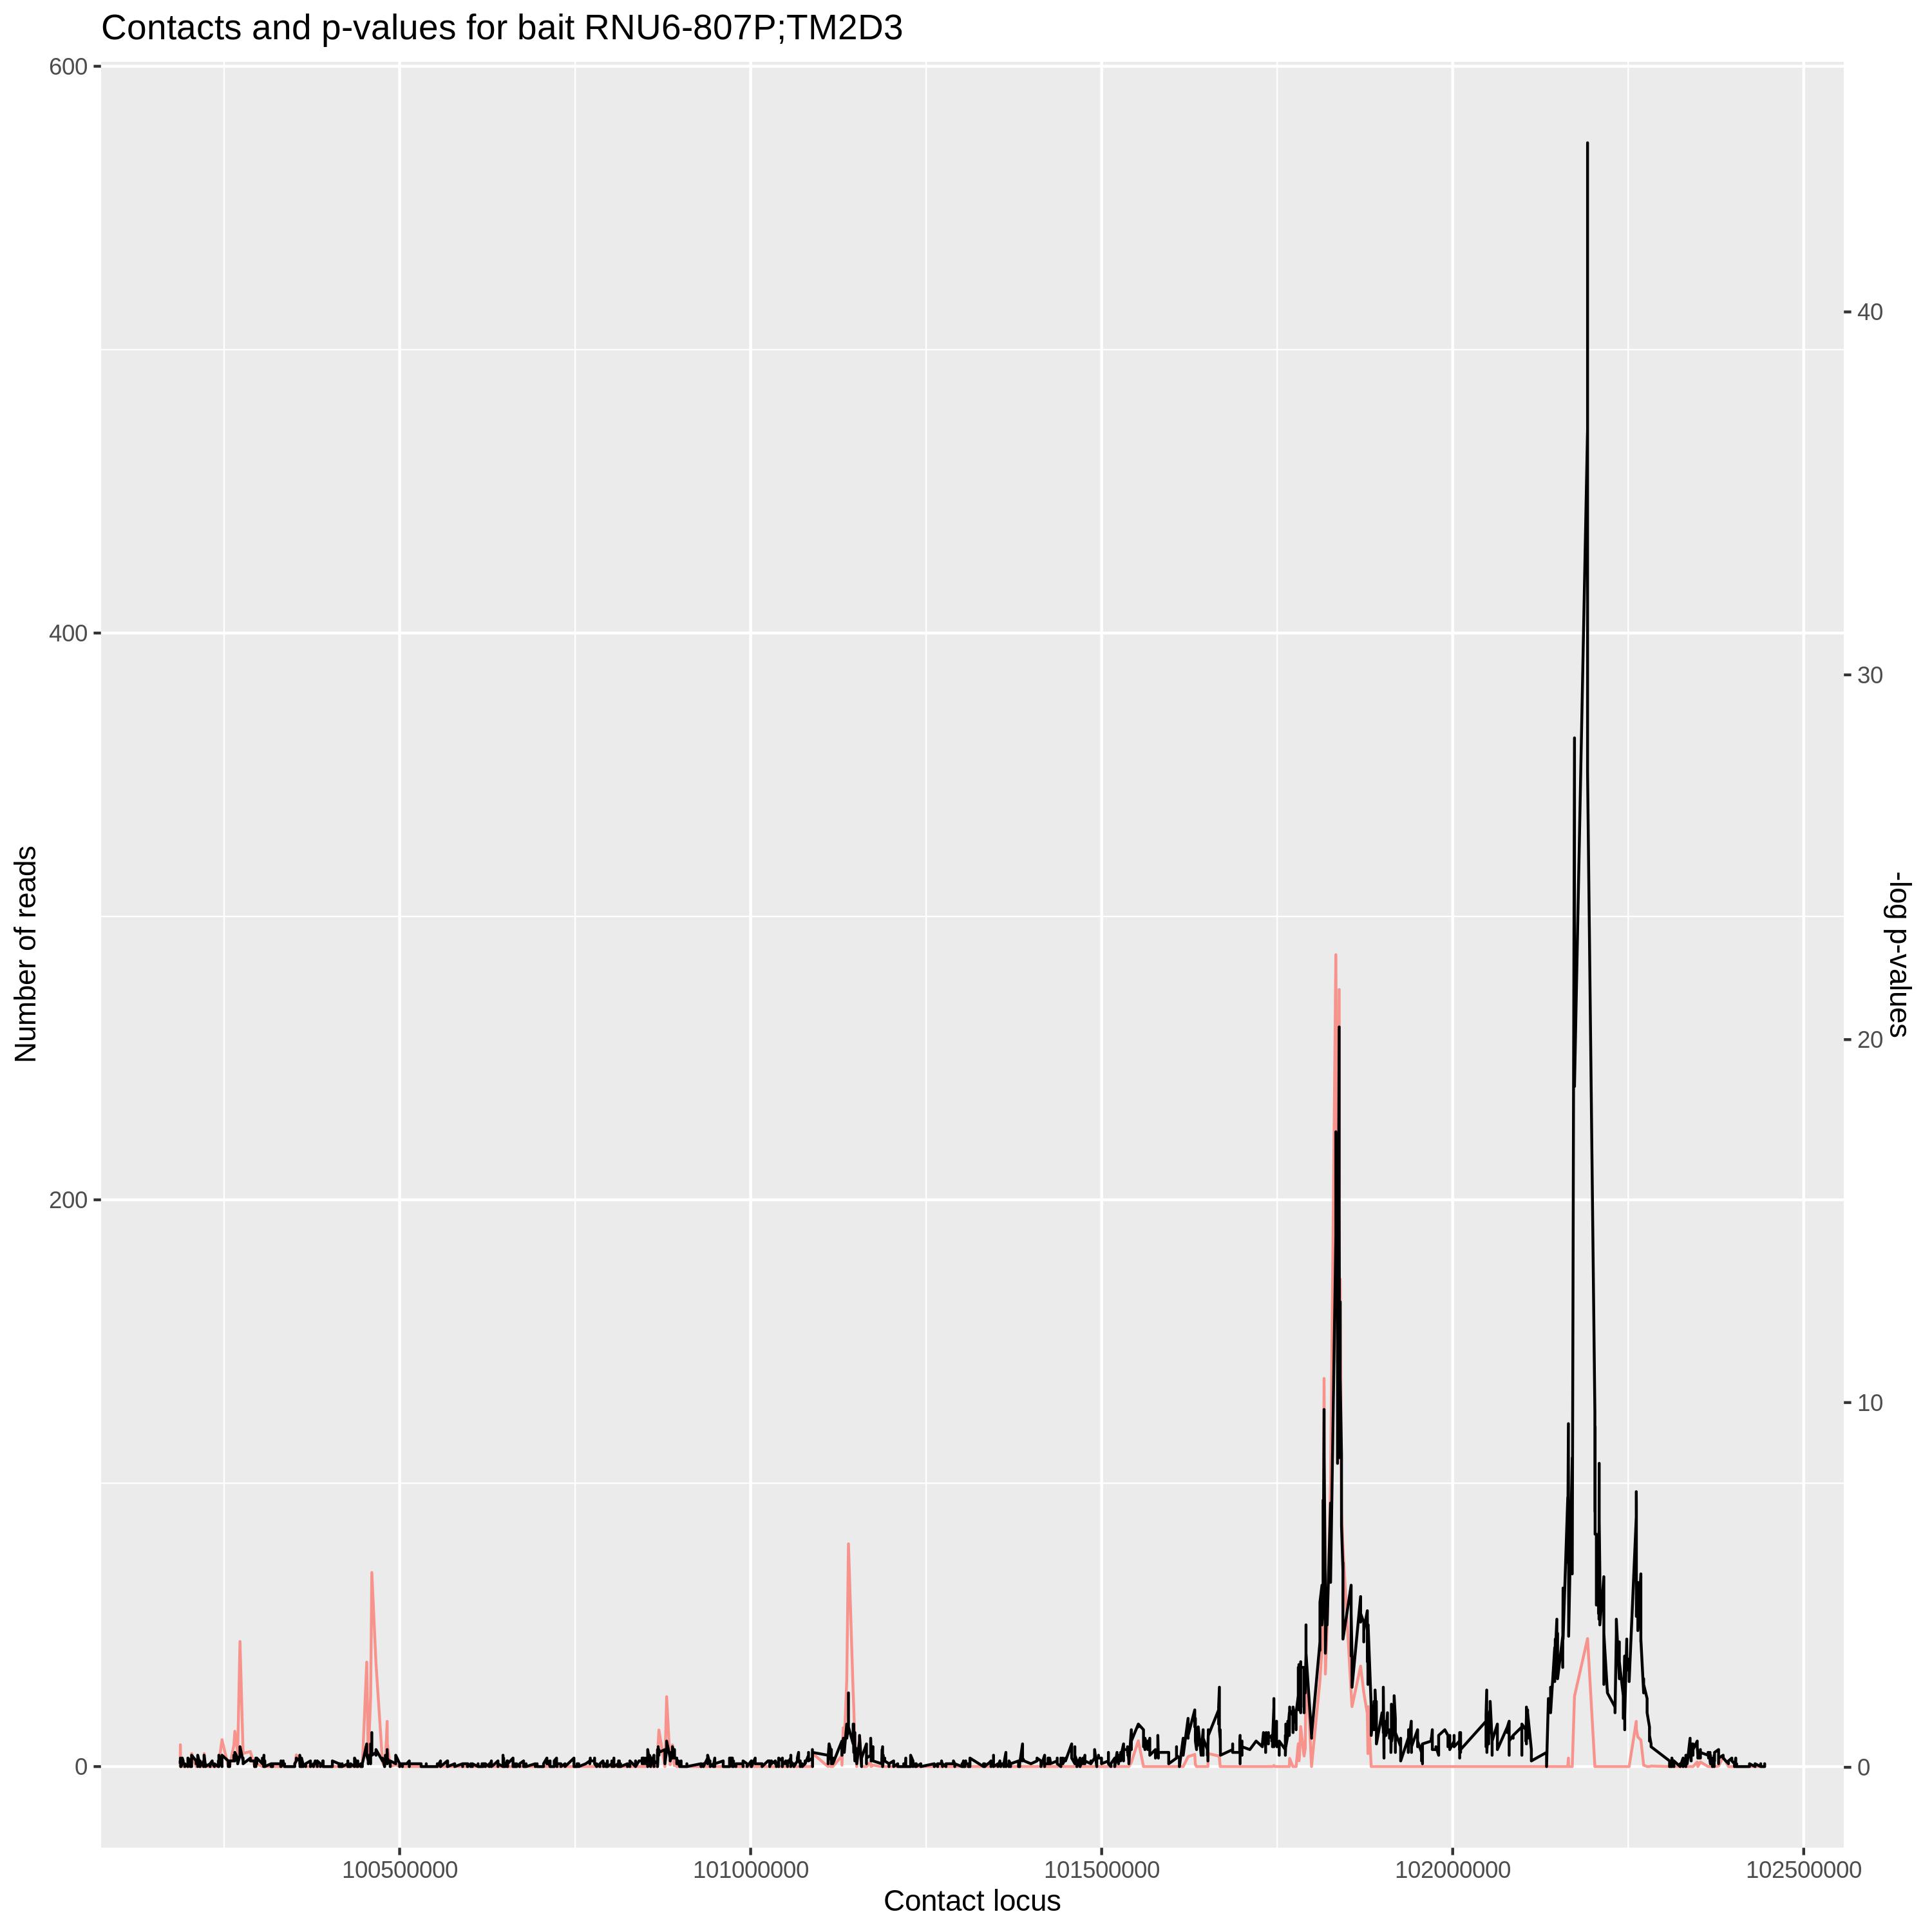 Contacts and p-values for bait RNU6-807P;TM2D3
600
400
200
0
Number of reads
40
30
20
10
0
-log p-values
100500000 101000000 101500000 102000000 102500000
Contact locus